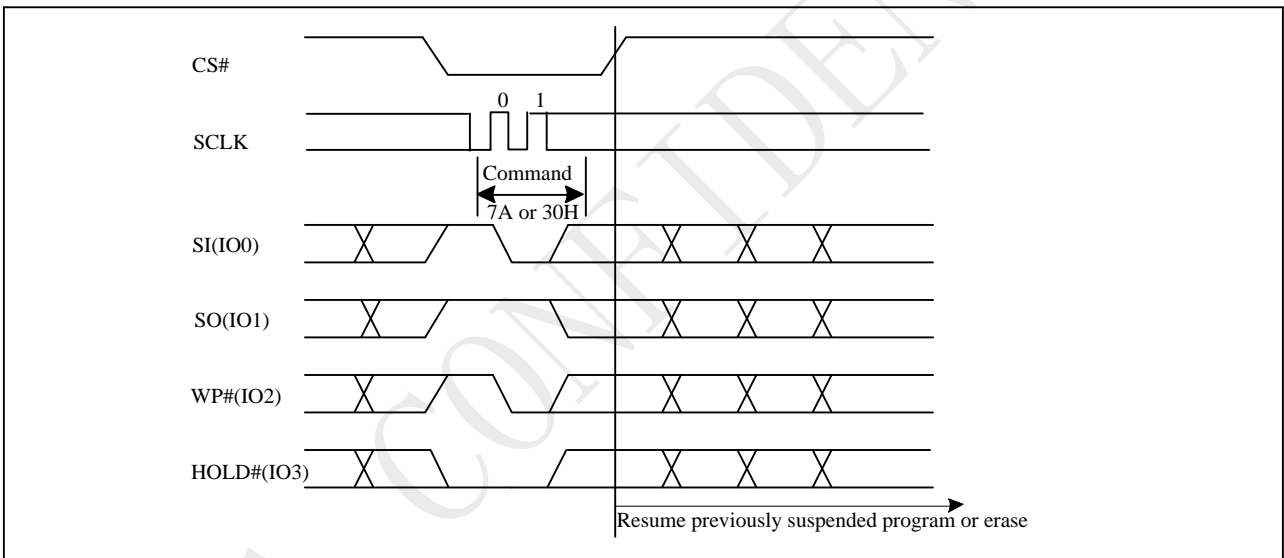 CS#
0 1
SCLK
Command
7A or 30H
SI(IO0)
SO(IO1)
WP#(IO2)
HOLD#(IO3)
Resume previously suspended program or erase
CONFIDEN